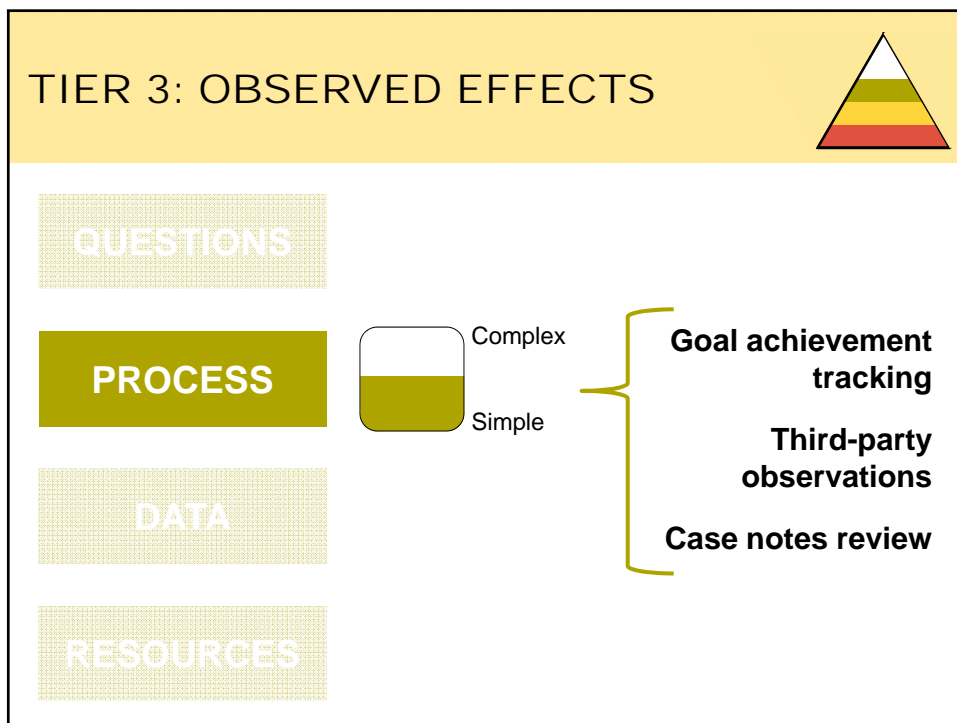 TIER 3: OBSERVED EFFECTS
QUESTIONS
PROCESS
Complex
Simple
Goal achievement
tracking
Third-party
observations
Case notes review
DATA
RESOURCES